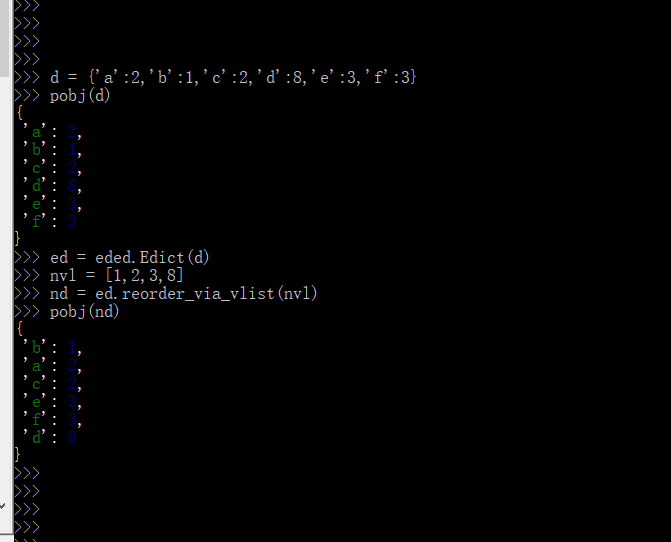 >>>
>>>
>>>
>>>
>>> d = {'a':2,'b':1,'c':2,'d':8,'e':3,'f':3}
>>> pobj(d)
{
 'a': 2,
 'b': 1,
 'c': 2,
 'd': 8,
 'e': 3,
 'f': 3
}
>>> ed = eded.Edict(d)
>>> nvl = [1,2,3,8]
>>> nd = ed.reorder_via_vlist(nvl)
>>> pobj(nd)
{
 'b': 1,
 'a': 2,
 'c': 2,
 'e': 3,
 'f': 3,
 'd': 8
}
>>>
>>>
>>>
>>>
>>>